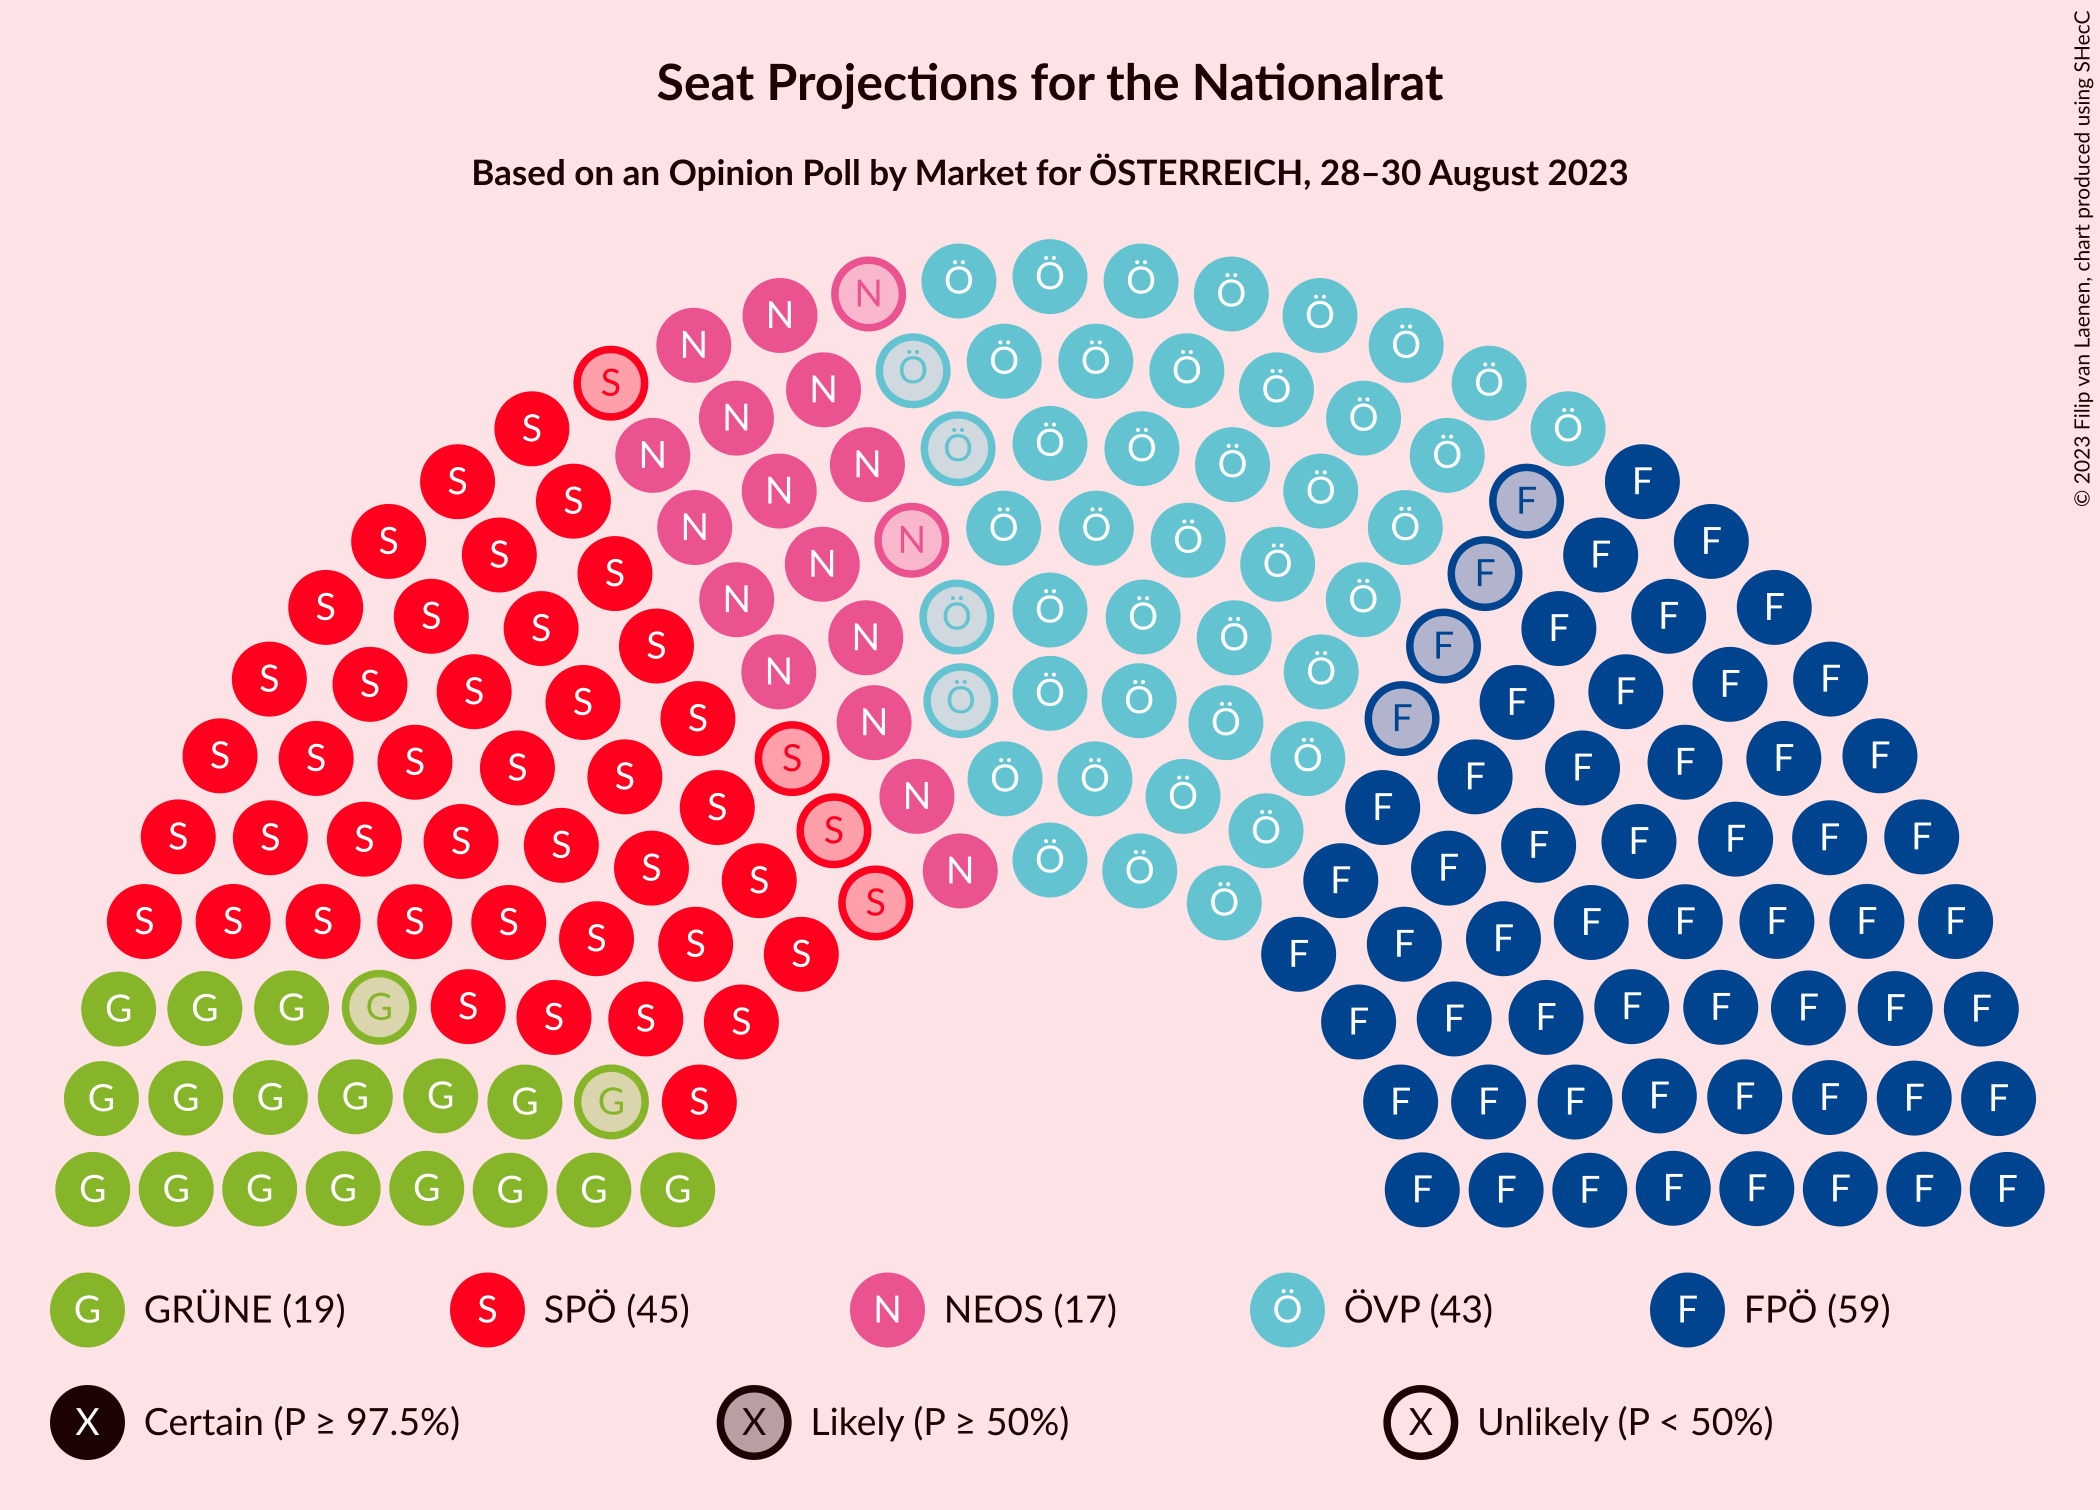 Seat Projections for the Nationalrat
Based on an Opinion Poll by Market for ÖSTERREICH, 28–30 August 2023
© 2023 Filip van Laenen, chart produced using SHecC
N Ö Ö Ö Ö Ö Ö Ö Ö
G GRÜNE (19)
S SPÖ (45)
N NEOS (17)
Ö ÖVP (43)
F FPÖ (59)
X Certain (P ≥ 97.5%)
X Likely (P ≥ 50%)
X Unlikely (P < 50%)